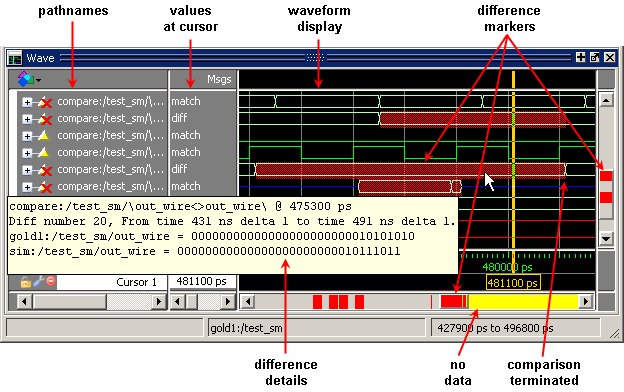 pathnames
values
at cursor
waveform
display
difference
markers
Wave
Msgs
compare:/test_sm/\... match
compare:/test_sm/\... diff
compare:/test_sm/\... match
compare:/test_sm/\... match
compare:/test_sm/\... diff
compare:/test_sm/\... match
compare:/test_sm/\out_wire<>out_wire\ @ 475300 ps
Diff number 20, From time 431 ns delta 1 to time 491 ns delta 1.
gold1:/test_sm/out_wire = 00000000000000000000000010101010
sim:/test_sm/out_wire = 00000000000000000000000010111011
480000 ps
Cursor 1 481100 ps
481100 ps
gold1:/test_sm
427900 ps to 496800 ps
difference
details
no
data
comparison
terminated